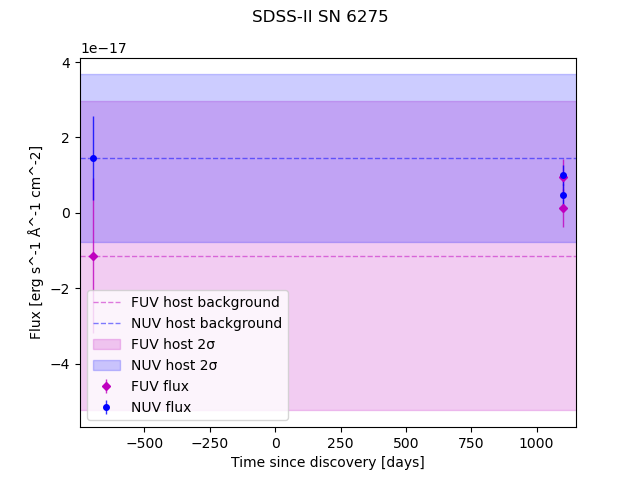 SDSS-II SN 6275
1e−17
4
2
0
−2
−4
Flux [erg s^-1 Å^-1 cm^-2]
FUV host background
NUV host background
FUV host 2σ
NUV host 2σ
FUV flux
NUV flux
−500 −250 0 250 500 750 1000
Time since discovery [days]